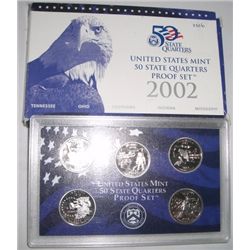 50
STATE
QUARTERS
UNITED STATES MINT
50 STATE QUARTERS
PROOF SET
2002
TENNESSEE OHIO LOUISIANA INDIANA MISSISSIPPI
UNITED STATES MINT
50 STATE QUARTERS
PROOF SET